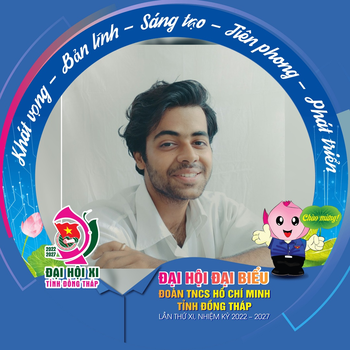 Khát vọng – Bản lĩnh – Sáng tạo – Tiên phong – Phát triển
Chào mừng!
2022
2027
ĐẠI HỘI XI
TỈNH ĐỒNG THÁP
ĐẠI HỘI ĐẠI BIỂU
ĐOÀN TNCS HỒ CHÍ MINH
TỈNH ĐỒNG THÁP
LẦN THỨ XI, NHIỆM KỲ 2022 – 2027